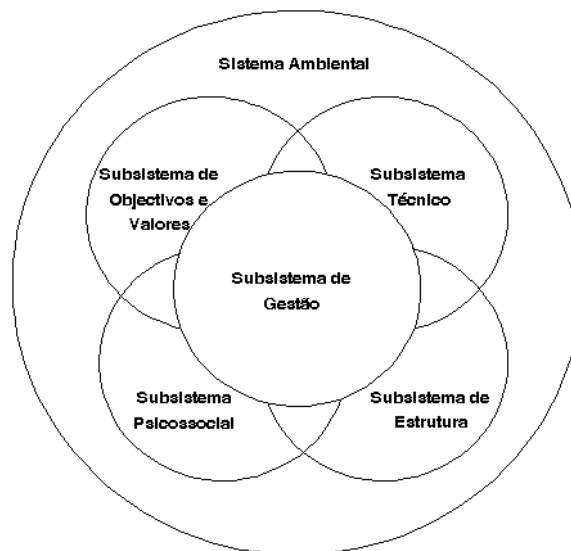 Sistema Ambiental
Subsistema de
Objectivos e
Valores
Subsistema
Técnico
Subsistema de
Gestão
Subsistema
Psicossocial
Subsistema de
Estrutura